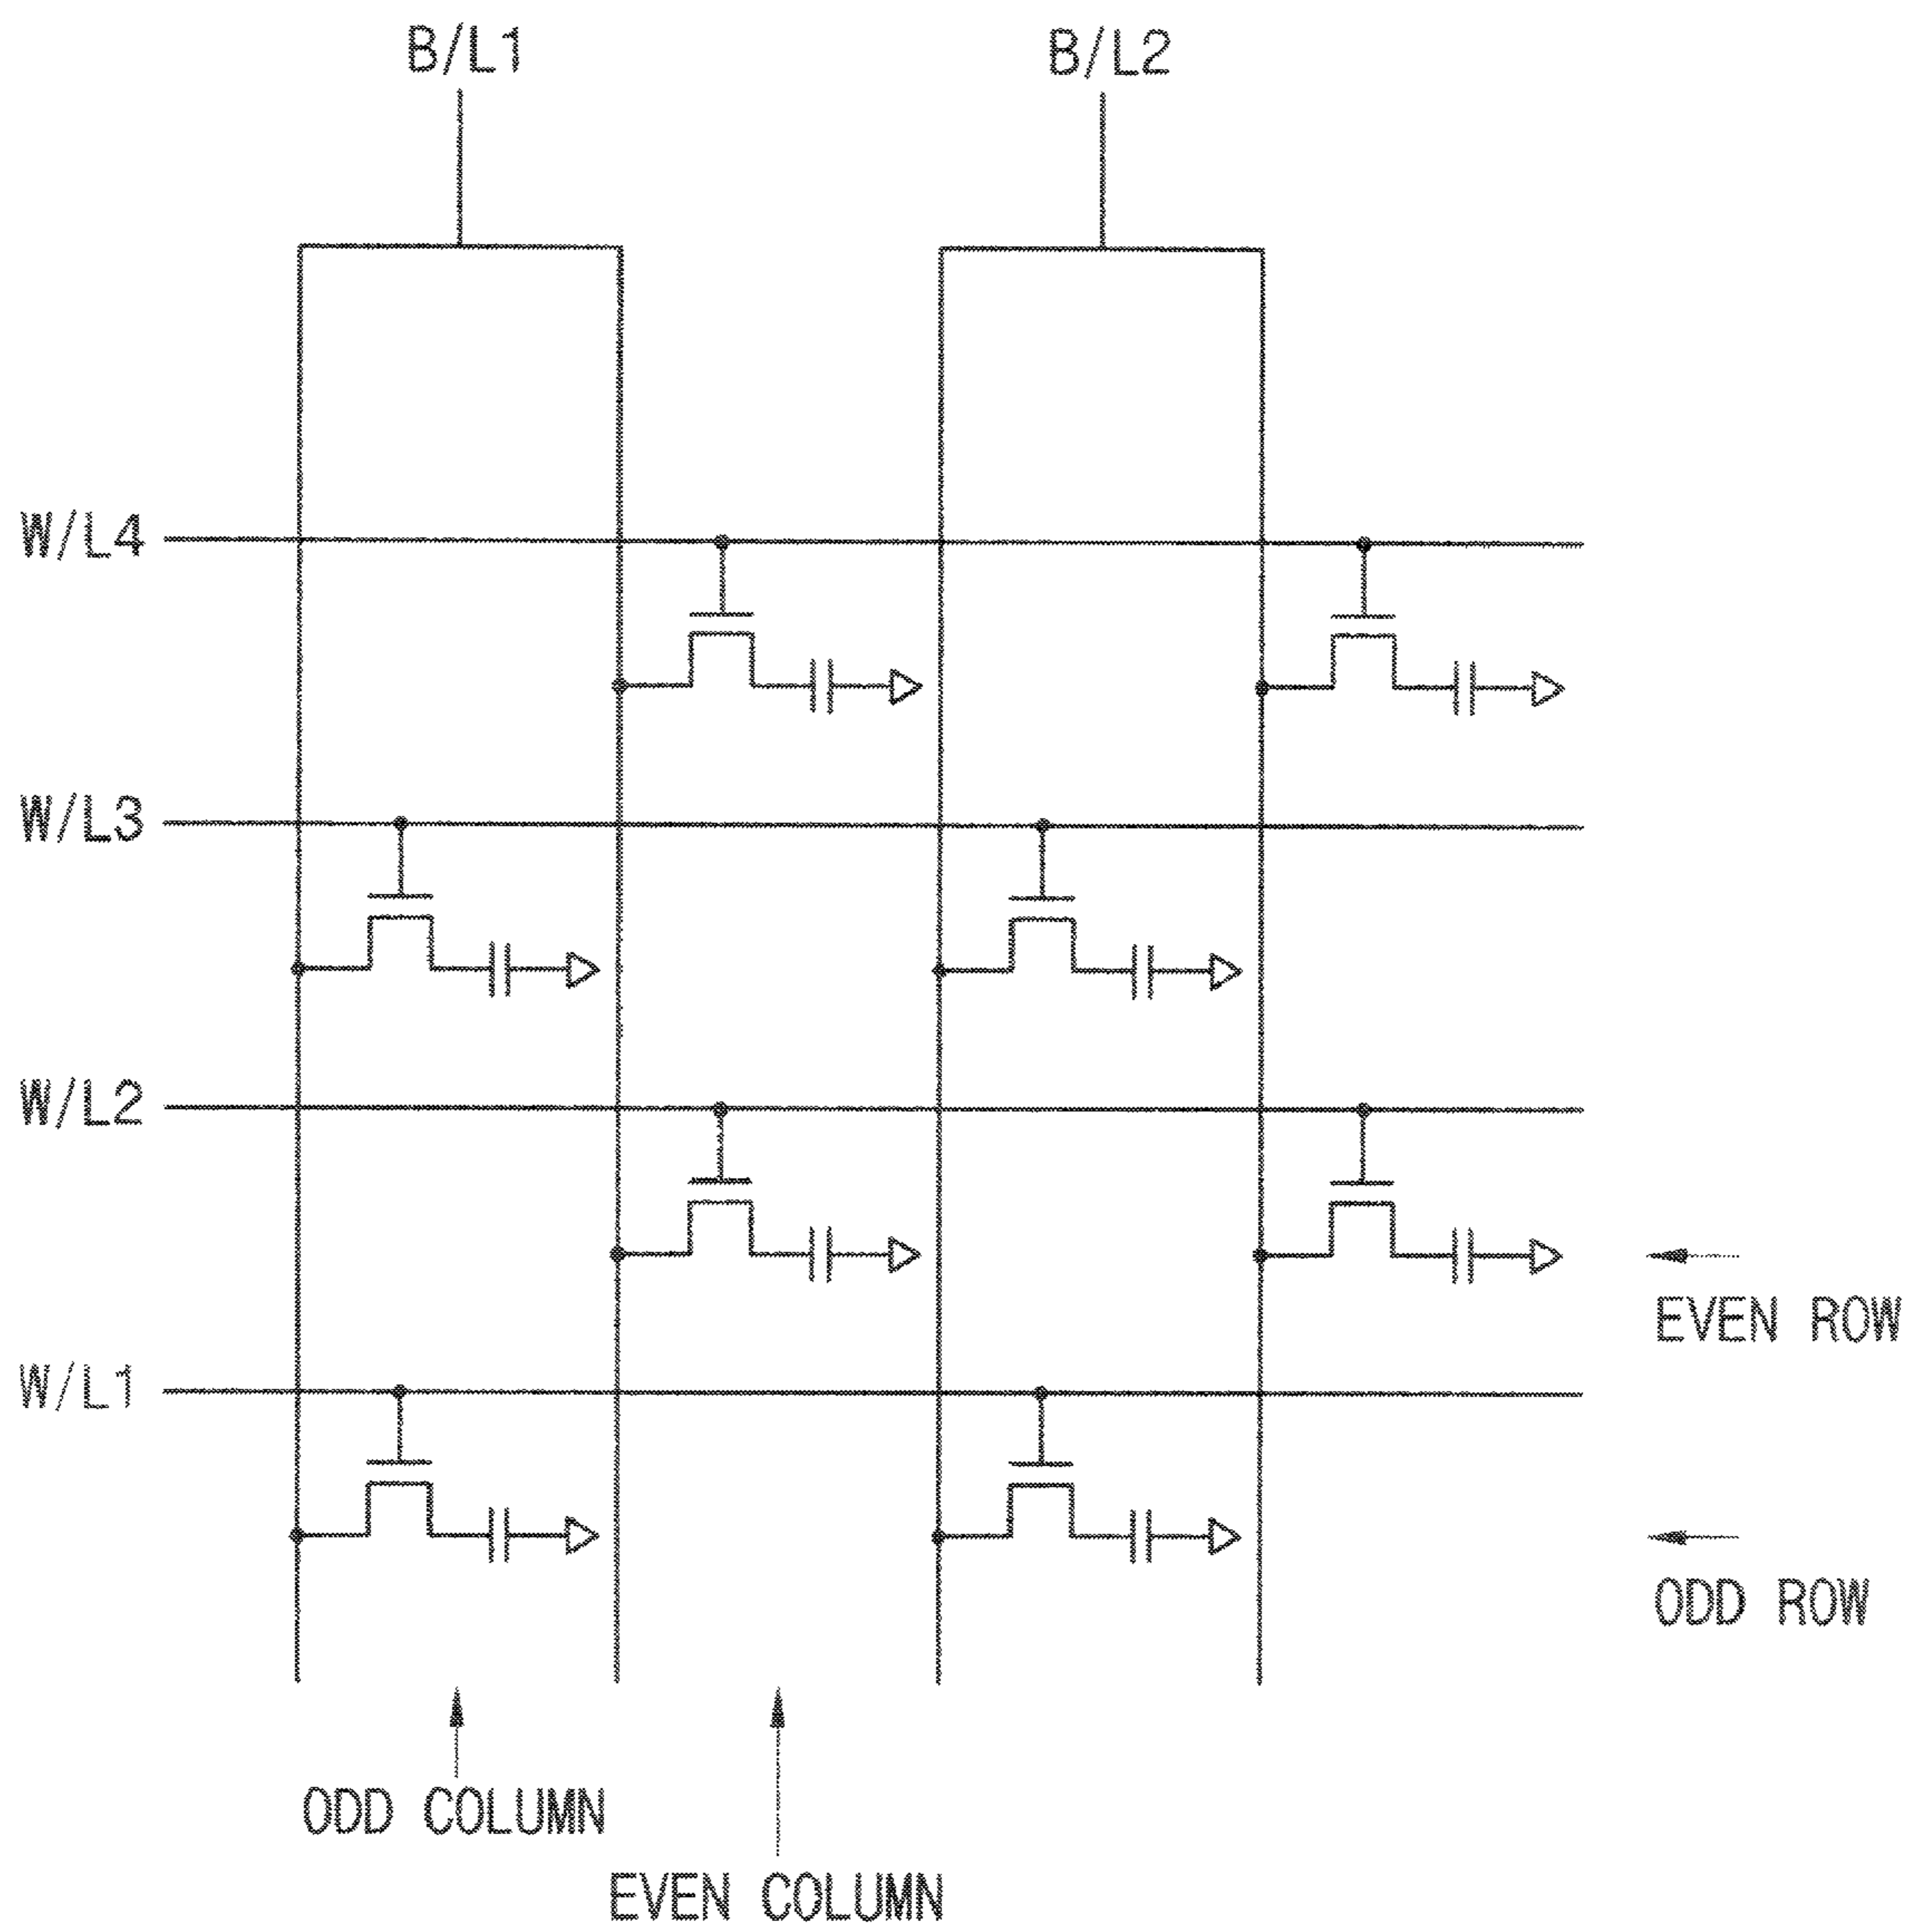 B/L1
B/L2
W/L4
W/L3
W/L2
EVEN ROW
W/L1
ODD ROW
ODD COLUMN
EVEN COLUMN